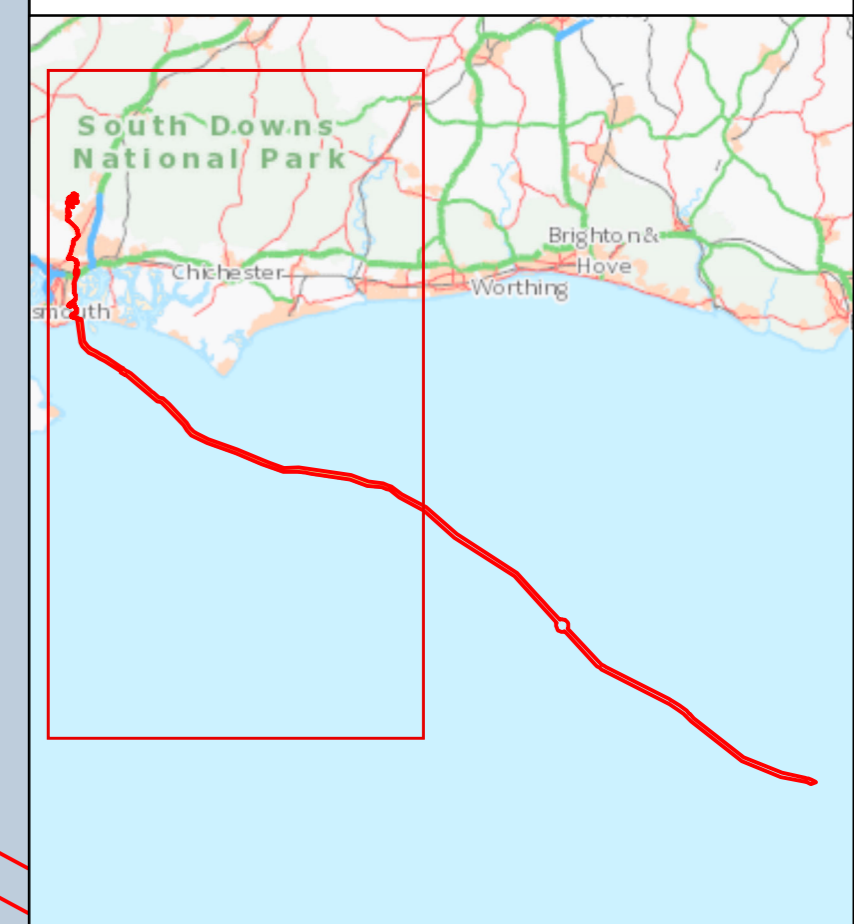 South Downs
National Park
Brighton &
Hove
Chichester
Worthing
smouth